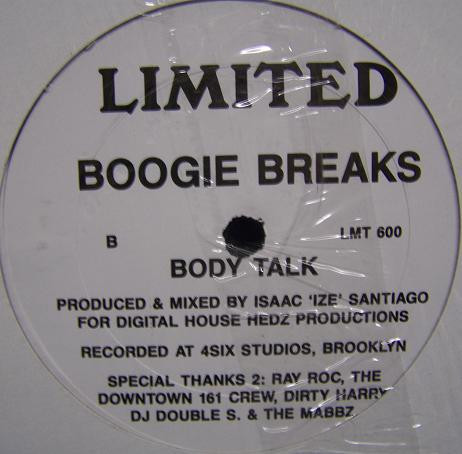 LIMITED
BOOGIE BREAKS
B
LMT 600
BODY TALK
PRODUCED & MIXED BY ISAAC 'IZE' SANTIAGO
FOR DIGITAL HOUSE HEDZ PRODUCTIONS
RECORDED AT 4SIX STUDIOS, BROOKLYN
SPECIAL THANKS 2: RAY ROC, THE
DOWNTOWN 161 CREW, DIRTY HARRY
DJ DOUBLE S. & THE MABBZ